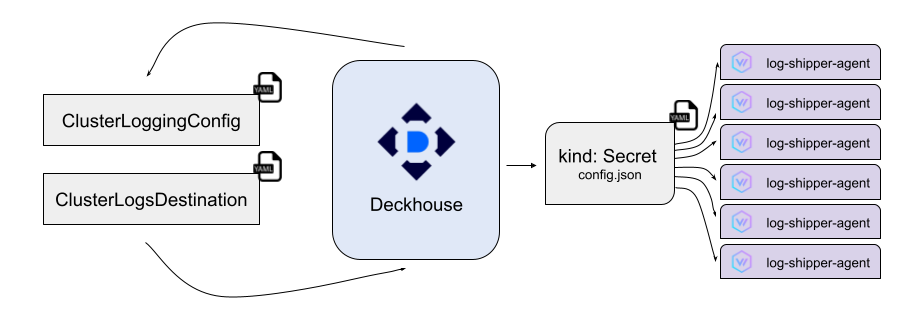 ClusterLoggingConfig
YAML
ClusterLogsDestination
YAML
Deckhouse
kind: Secret
config.json
YAML
log-shipper-agent
log-shipper-agent
log-shipper-agent
log-shipper-agent
log-shipper-agent
log-shipper-agent